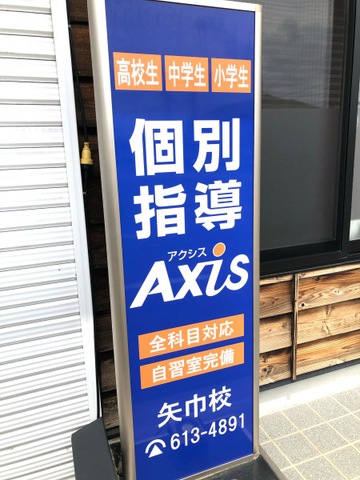 高校生 中学生 小学生
個別
指導
アクシス
Axis
全科目対応
自習室完備
矢巾校
613-4891